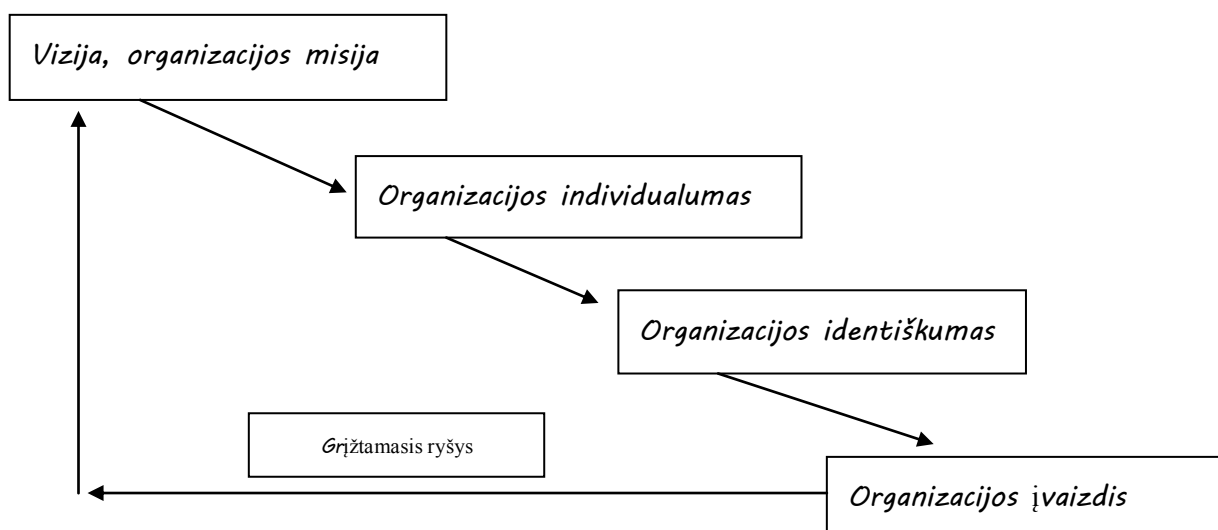 Vizija, organizacijos misija
Organizacijos individualumas
Organizacijos identiškumas
Grįžtamasis ryšys
Organizacijos įvaizdis